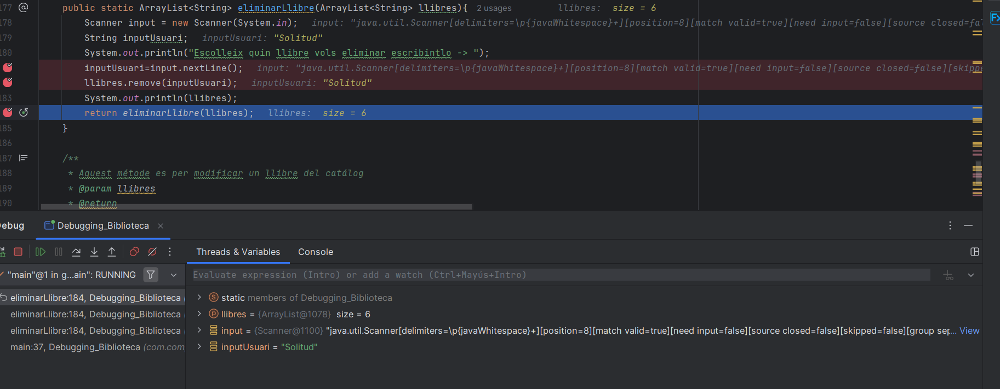 177 @ public static ArrayList<String> eliminarLlibre(ArrayList<String> llibres){ 2 usages llibres: size = 6
178 Scanner input = new Scanner(System.in); input: "java.util.Scanner[delimiters=\p{javaWhitespace}+][position=8][match valid=true][need input=false][source closed=fal
179 String inputUsuari; inputUsuari: "Solitud"
180 System.out.println("Escolleix quin llibre vols eliminar escribintlo -> ");
inputUsuari=input.nextLine(); input: "java.util.Scanner[delimiters=\p{javaWhitespace}+][position=8][match valid=true][need input=false][source closed=false][skippe
llibres.remove(inputUsuari); inputUsuari: "Solitud"
183 System.out.println(llibres);
return eliminarLlibre(llibres); llibres: size = 6
185 }
186
187 /**
188 * Aquest métode es per modificar un llibre del catálog
189 * @param llibres
190 * @return
Debug Debugging_Biblioteca
Threads & Variables Console
"main"@1 in g...ain": RUNNING Evaluate expression (Intro) or add a watch (Ctrl+Mayús+Intro)
eliminarLlibre:184, Debugging_Biblioteca (
eliminarLlibre:184, Debugging_Biblioteca (
eliminarLlibre:184, Debugging_Biblioteca (
main:37, Debugging_Biblioteca (com.com.
static members of Debugging_Biblioteca
llibres = {ArrayList@1078} size = 6
input = {Scanner@1100} "java.util.Scanner[delimiters=\p{javaWhitespace}+][position=8][match valid=true][need input=false][source closed=false][skipped=false][group sep... View
inputUsuari = "Solitud"